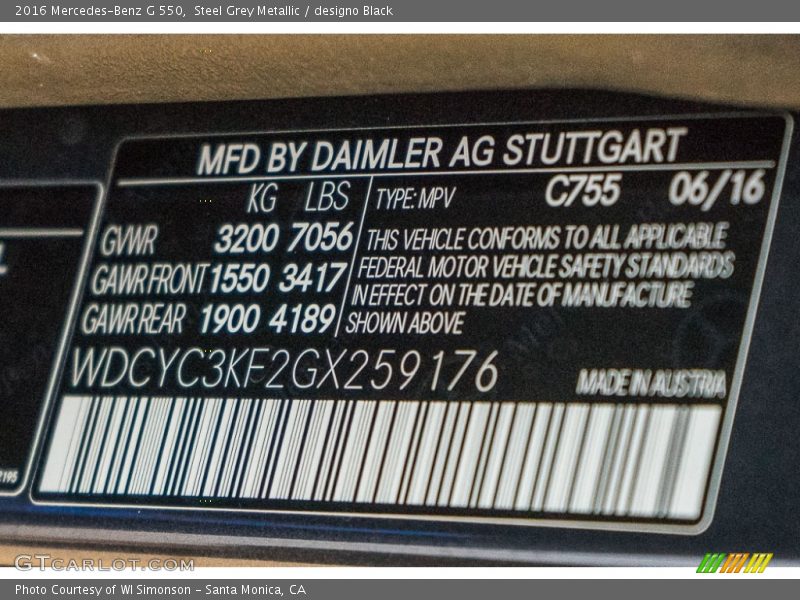 2016 Mercedes-Benz G 550, Steel Grey Metallic / designo Black
MFD BY DAIMLER AG STUTTGART
KG LBS TYPE: MPV C755 06/16
GVWR 3200 7056 THIS VEHICLE CONFORMS TO ALL APPLICABLE
GAWR FRONT 1550 3417 FEDERAL MOTOR VEHICLE SAFETY STANDARDS
IN EFFECT ON THE DATE OF MANUFACTURE
GAWR REAR 1900 4189 SHOWN ABOVE
WDCYC3KF2GX259176
MADE IN AUSTRIA
GTCARLOT.COM
Photo Courtesy of WI Simonson - Santa Monica, CA